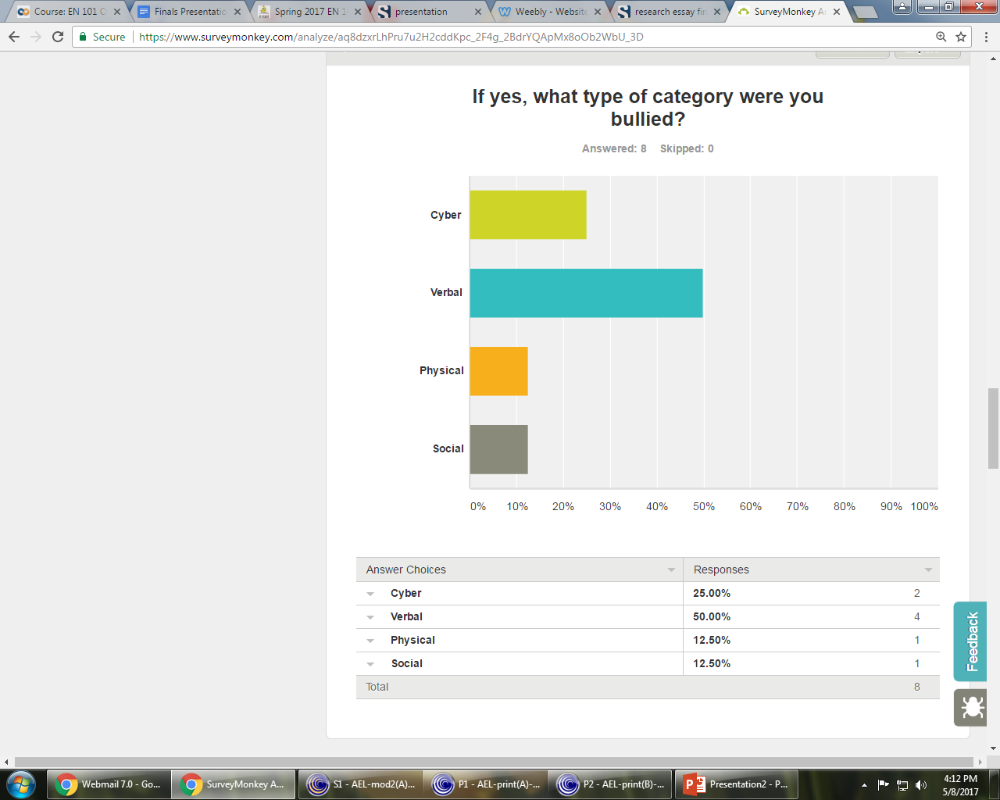 Course: EN 101 C
Finals Presentatio
Spring 2017 EN 1
presentation
Weebly - Website
research essay fin
SurveyMonkey A
Secure
https://www.surveymonkey.com/analyze/aq8dzxrLhPru7u2H2cddKpc_2F4g_2BdrYQApMx8oOb2WbU_3D
If yes, what type of category were you
bullied?
Answered: 8 Skipped: 0
Cyber
Verbal
Physical
Social
0% 10% 20% 30% 40% 50% 60% 70% 80% 90% 100%
Answer Choices Responses
Cyber 25.00% 2
Verbal 50.00% 4
Physical 12.50% 1
Social 12.50% 1
Total 8
Feedback
Webmail 7.0 - Go...
SurveyMonkey A...
S1 - AEL-mod2(A)...
P1 - AEL-print(A)-...
P2 - AEL-print(B)-...
Presentation2 - P...
4:12 PM
5/8/2017